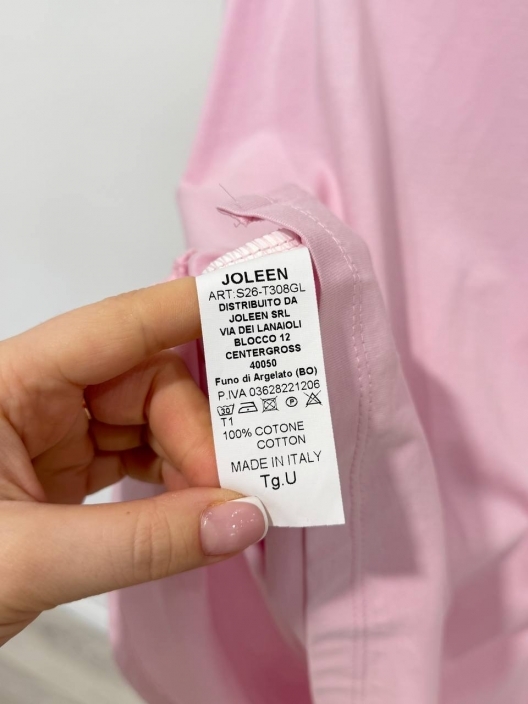 JOLEEN
ART:S26-T308GL
DISTRIBUITO DA
JOLEEN SRL
VIA DEI LANAIOLI
BLOCCO 12
CENTERGROSS
40050
Funo di Argelato (BO)
P.IVA 03628221206
30 P
T1
100% COTONE
COTTON
MADE IN ITALY
Tg.U